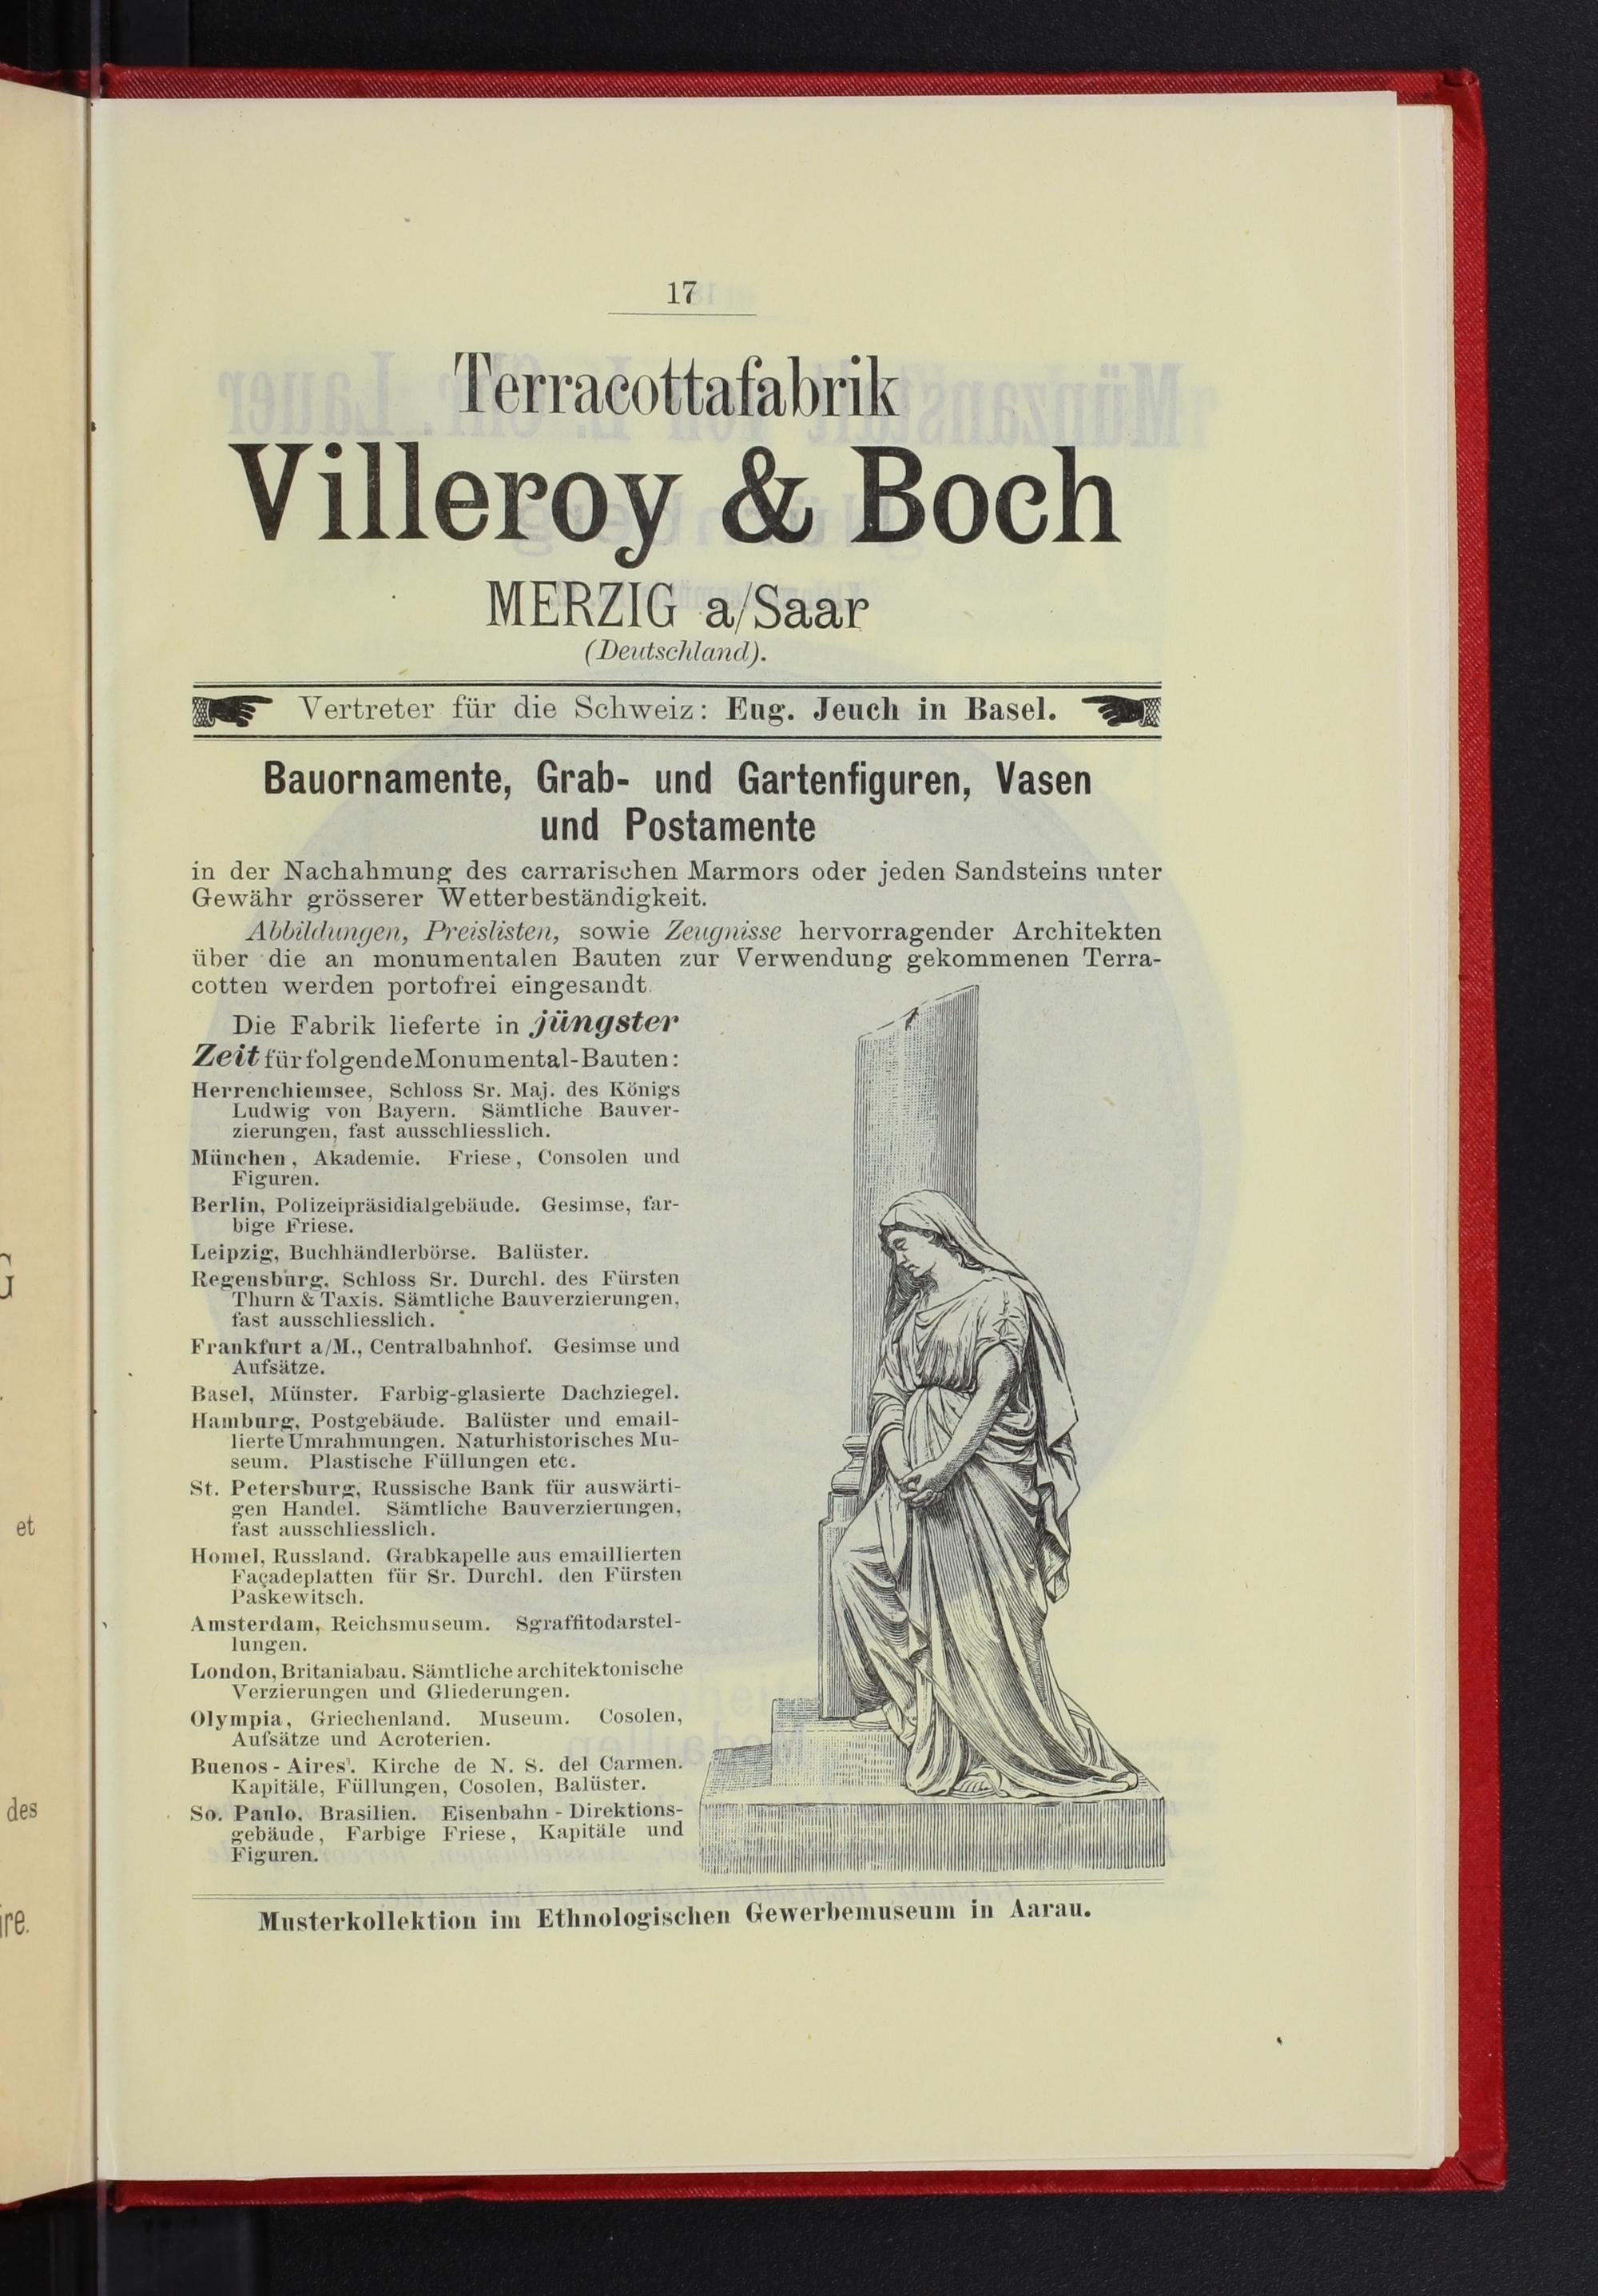 17
Terracottafabrik
Villeroy & Boch
MERZIG a/Saar
(Deutschland).
Vertreter für die Schweiz: Eug. Jeuch in Basel.
Bauornamente, Grab- und Gartenfiguren, Vasen
und Postamente
in der Nachahmung des carrarischen Marmors oder jeden Sandsteins unter
Gewähr grösserer Wetterbeständigkeit.
Abbildungen, Preislisten, sowie Zeugnisse hervorragender Architekten
über die an monumentalen Bauten zur Verwendung gekommenen Terra-
cotten werden portofrei eingesandt.
Die Fabrik lieferte in jüngster
Zeit für folgende Monumental-Bauten:
Herrenchiemsee, Schloss Sr. Maj. des Königs
Ludwig von Bayern. Sämtliche Bauver-
zierungen, fast ausschliesslich.
München, Akademie. Friese, Consolen und
Figuren.
Berlin, Polizeipräsidialgebäude. Gesimse, far-
bige Friese.
Leipzig, Buchhändlerbörse. Balüster.
Regensburg, Schloss Sr. Durchl. des Fürsten
Thurn & Taxis. Sämtliche Bauverzierungen,
fast ausschliesslich.
Frankfurt a/M., Centralbahnhof. Gesimse und
Aufsätze.
Basel, Münster. Farbig-glasierte Dachziegel.
Hamburg, Postgebäude. Balüster und email-
lierte Umrahmungen. Naturhistorisches Mu-
seum. Plastische Füllungen etc.
St. Petersburg, Russische Bank für auswärti-
gen Handel. Sämtliche Bauverzierungen,
fast ausschliesslich.
Homel, Russland. Grabkapelle aus emaillierten
Façadeplatten für Sr. Durchl. den Fürsten
Paskewitsch.
Amsterdam, Reichsmuseum. Sgraffitodarstel-
lungen.
London, Britaniabau. Sämtliche architektonische
Verzierungen und Gliederungen.
Olympia, Griechenland. Museum. Cosolen,
Aufsätze und Acroterien.
Buenos-Aires'. Kirche de N. S. del Carmen.
Kapitäle, Füllungen, Cosolen, Balüster.
So. Paulo, Brasilien. Eisenbahn-Direktions-
gebäude, Farbige Friese, Kapitäle und
Figuren.
Musterkollektion im Ethnologischen Gewerbemuseum in Aarau.
et
des